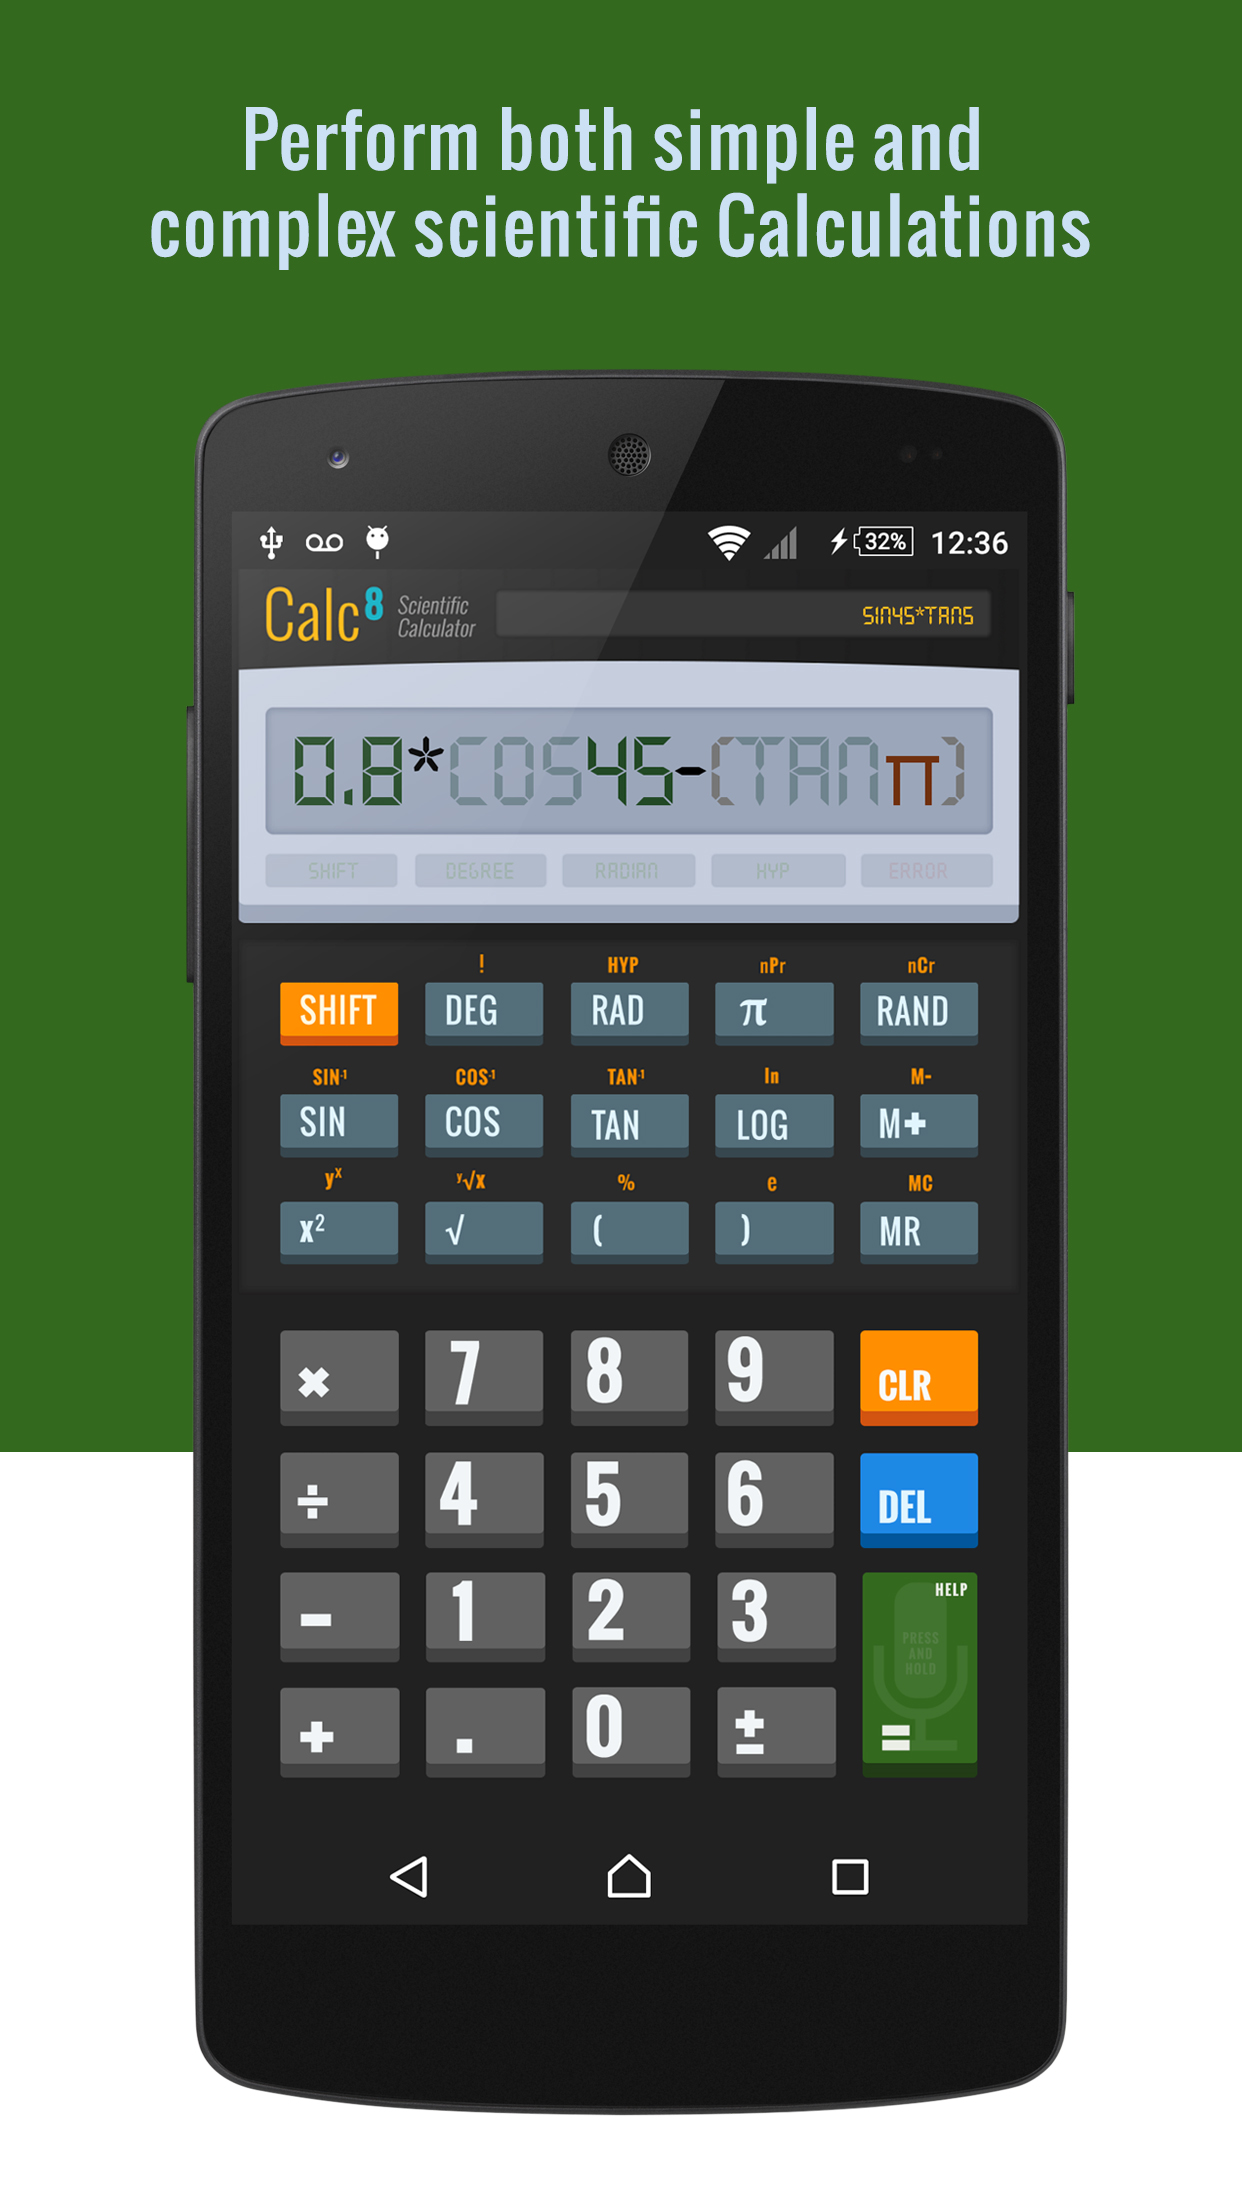 Perform both simple and
complex scientific Calculations
32% 12:36
Calc8 Scientific Calculator SIN45*TAN5
0.8*COS45-(TANπ)
SHIFT DEGREE RADIAN HYP ERROR
! HYP nPr nCr
SHIFT DEG RAD π RAND
SIN-1 COS-1 TAN-1 ln M-
SIN COS TAN LOG M+
yx y√x % e MC
x2 √ ( ) MR
× 7 8 9 CLR
÷ 4 5 6 DEL
HELP
PRESS
AND
HOLD
- 1 2 3
+ . 0 ± =